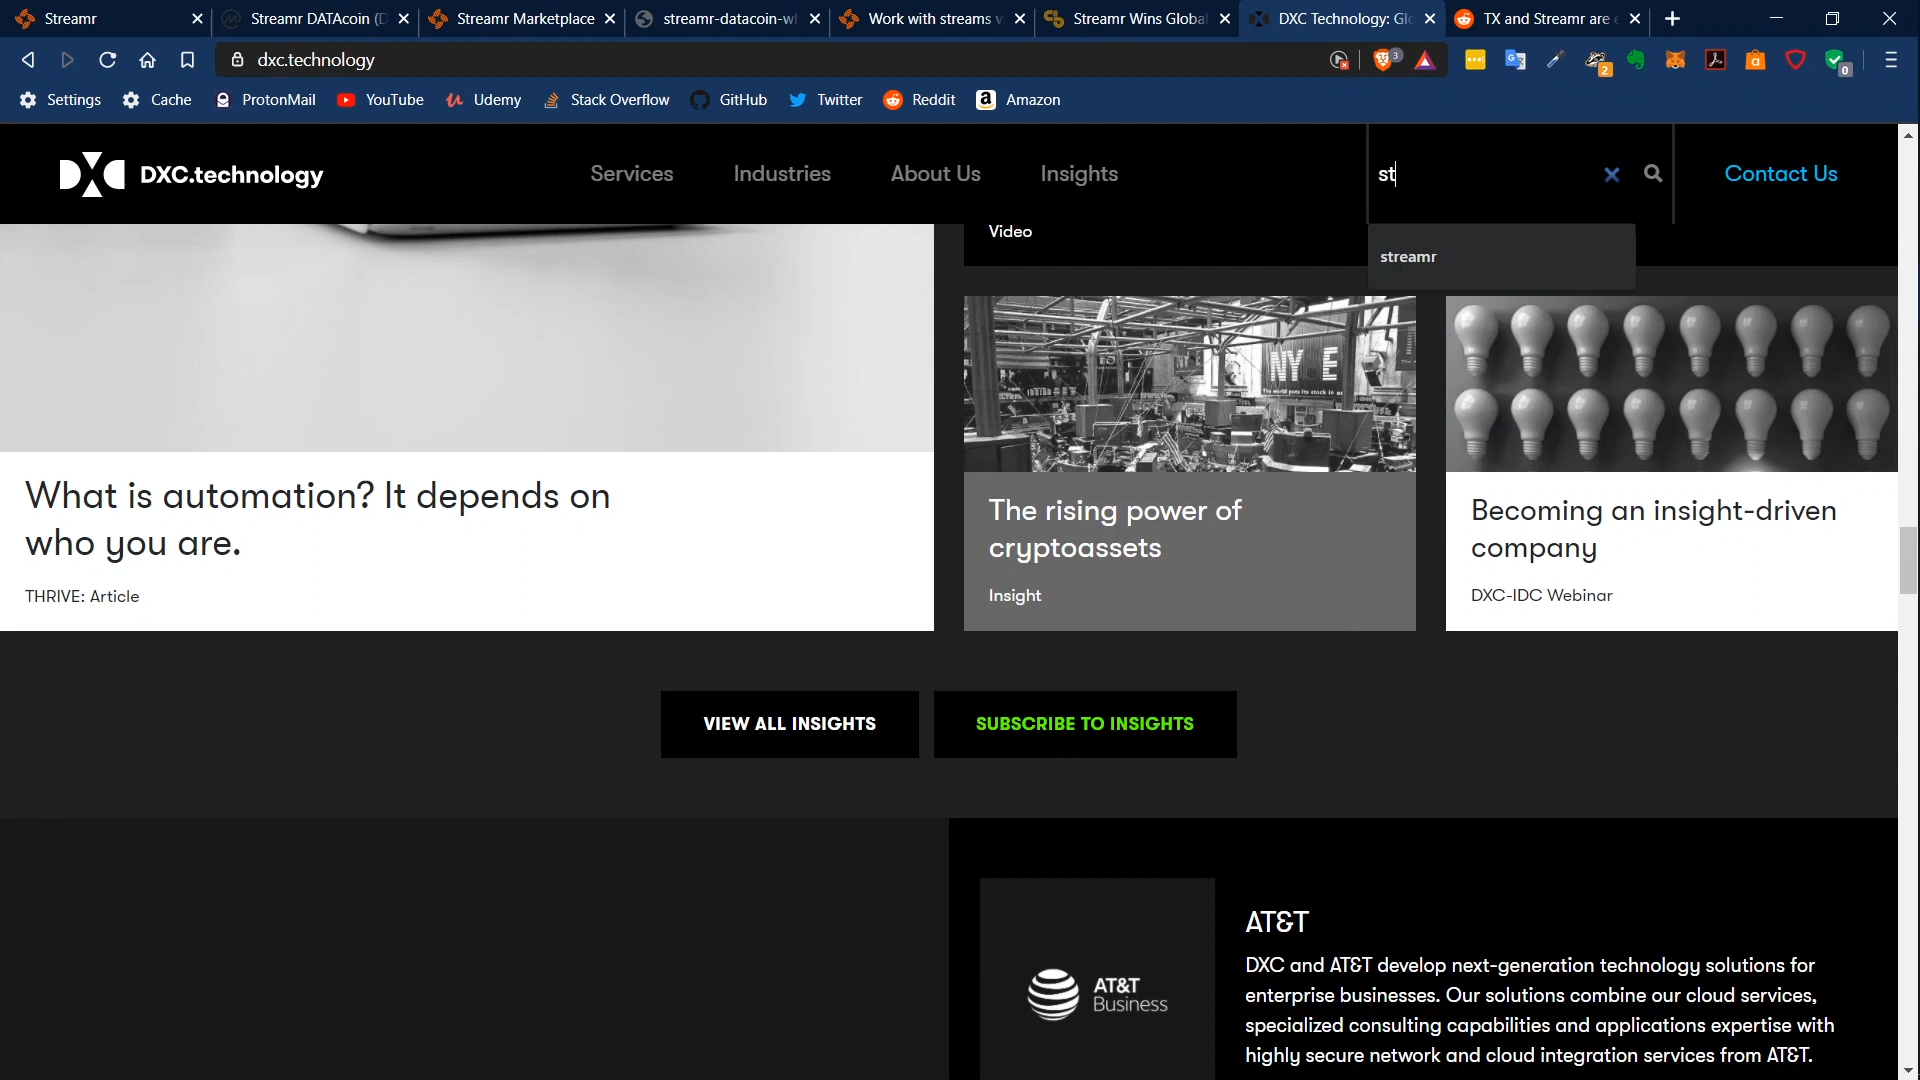 Streamr
Streamr DATAcoin (D
Streamr Marketplace
streamr-datacoin-wh
Work with streams v
Streamr Wins Global
DXC Technology: Glo
TX and Streamr are e
dxc.technology
3
2
0
Settings
Cache
ProtonMail
YouTube
Udemy
Stack Overflow
GitHub
Twitter
Reddit
Amazon
DXC.technology
Services
Industries
About Us
Insights
st
Contact Us
streamr
Video
NY E
What is automation? It depends on
who you are.
THRIVE: Article
The rising power of
cryptoassets
Insight
Becoming an insight-driven
company
DXC-IDC Webinar
VIEW ALL INSIGHTS
SUBSCRIBE TO INSIGHTS
AT&T
Business
AT&T
DXC and AT&T develop next-generation technology solutions for
enterprise businesses. Our solutions combine our cloud services,
specialized consulting capabilities and applications expertise with
highly secure network and cloud integration services from AT&T.